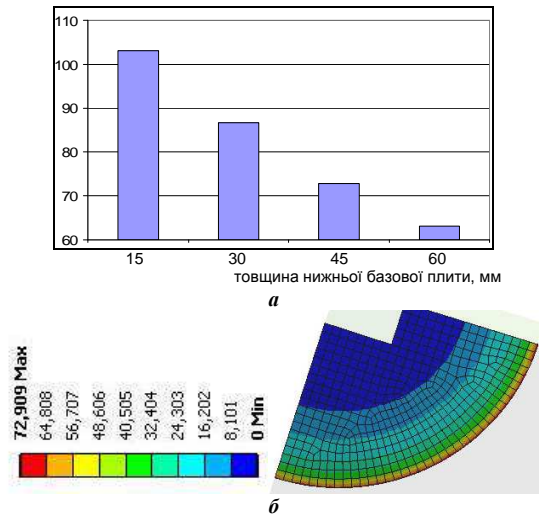 110
100
90
80
70
60
15 30 45 60
товщина нижньої базової плити, мм
а
72,909 Max
64,808
56,707
48,606
40,505
32,404
24,303
16,202
8,101
0 Min
б